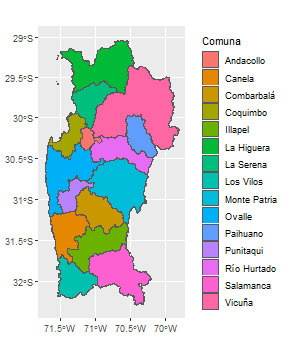 Comuna
Andacollo
Canela
Combarbalá
Coquimbo
Illapel
La Higuera
La Serena
Los Vilos
Monte Patria
Ovalle
Paihuano
Punitaqui
Río Hurtado
Salamanca
Vicuña
29°S
29.5°S
30°S
30.5°S
31°S
31.5°S
32°S
71.5°W 71°W 70.5°W 70°W